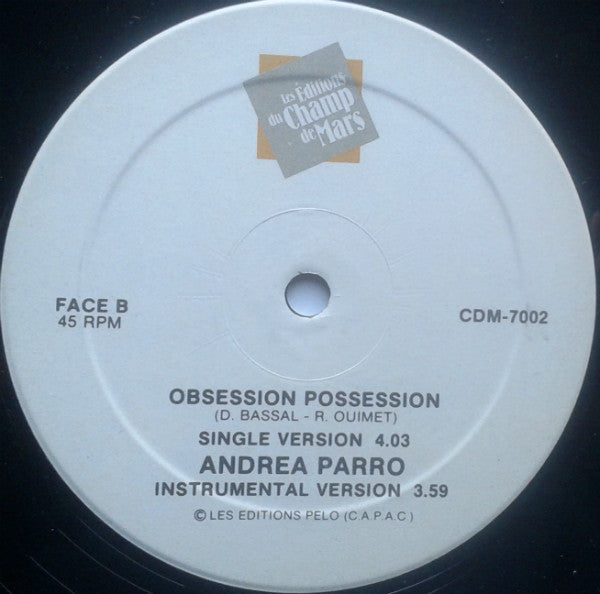 Les Editions
du Champ
de Mars
FACE B
45 RPM
CDM-7002
OBSESSION POSSESSION
(D. BASSAL - R. OUIMET)
SINGLE VERSION 4.03
ANDREA PARRO
INSTRUMENTAL VERSION 3.59
© LES EDITIONS PELO (C.A.P.A.C.)